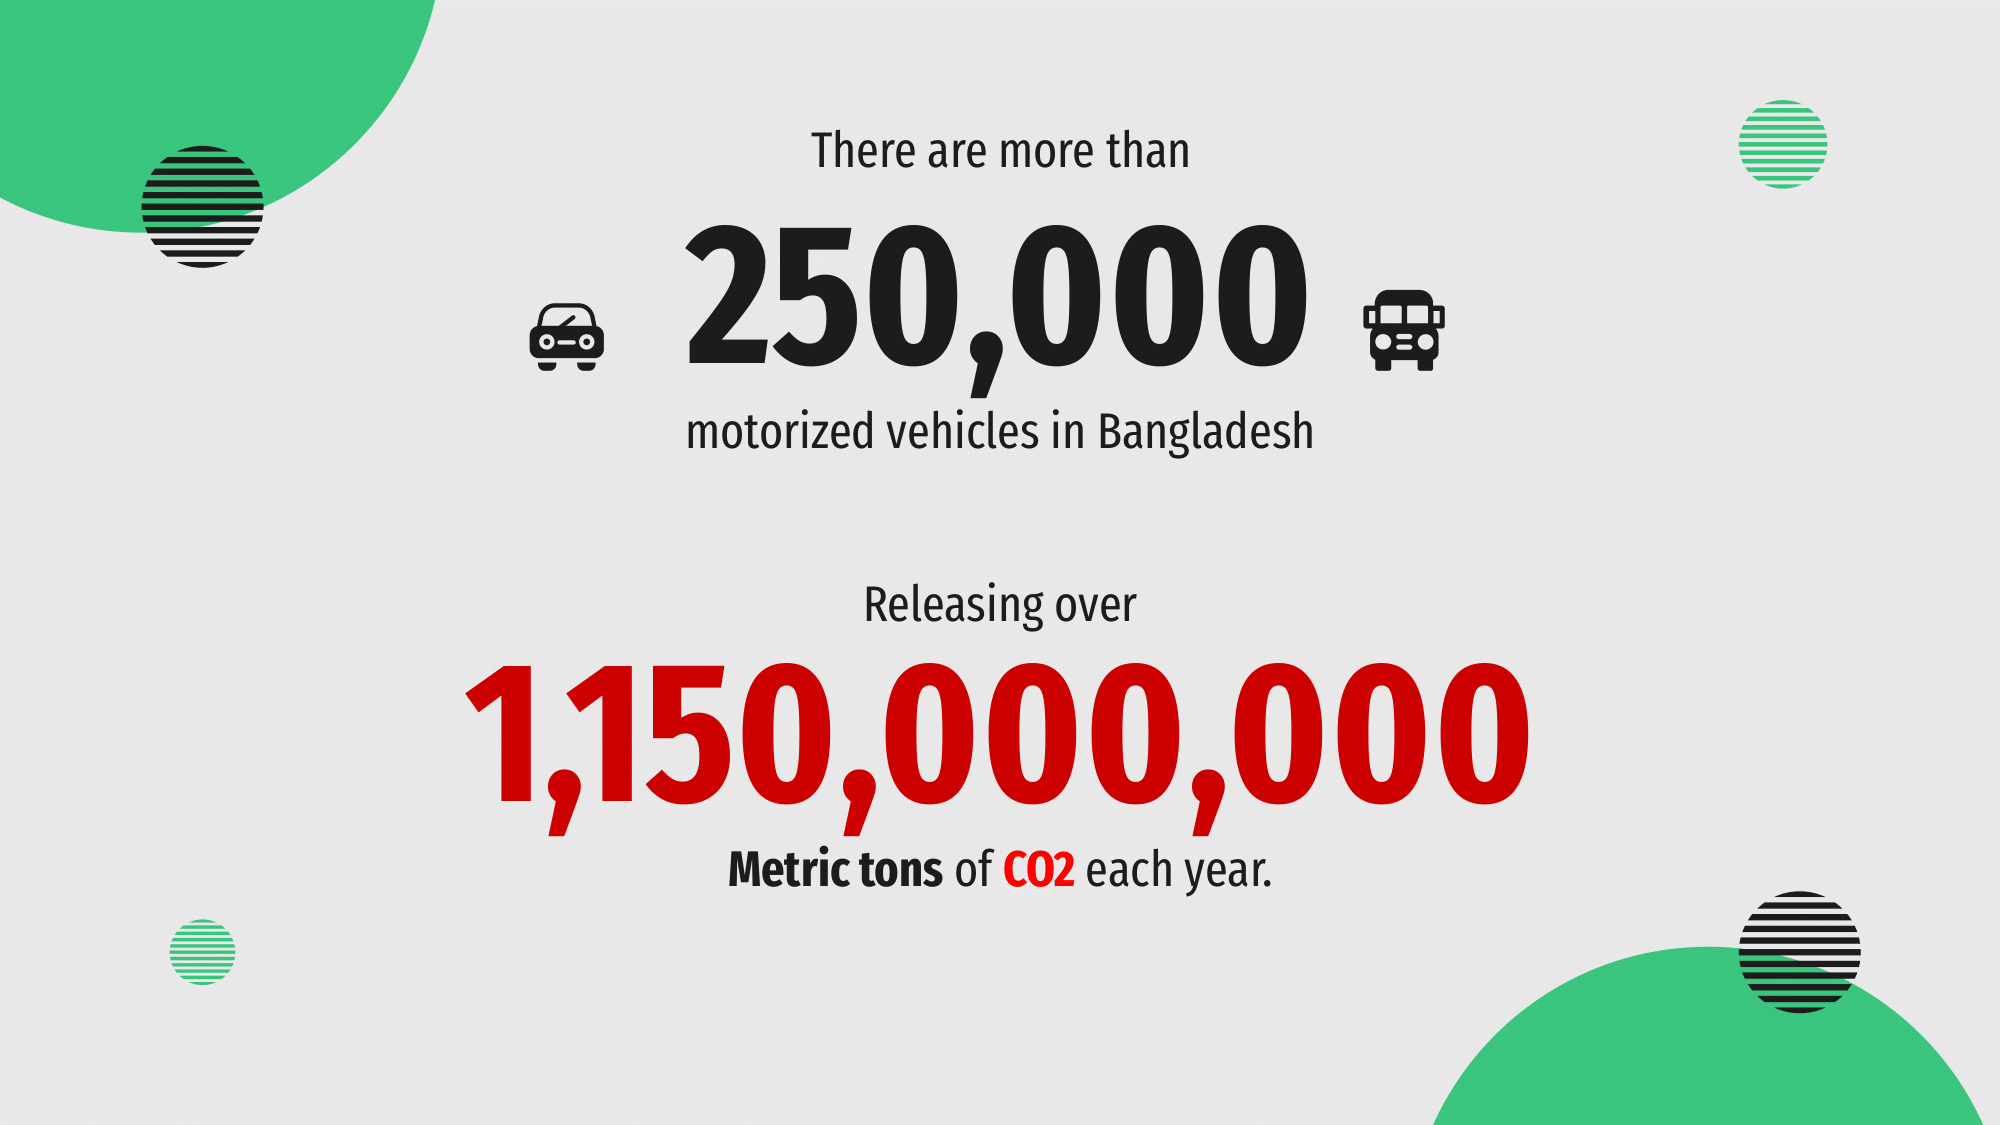 There are more than
250,000
motorized vehicles in Bangladesh
Releasing over
1,150,000,000
Metric tons of CO2 each year.